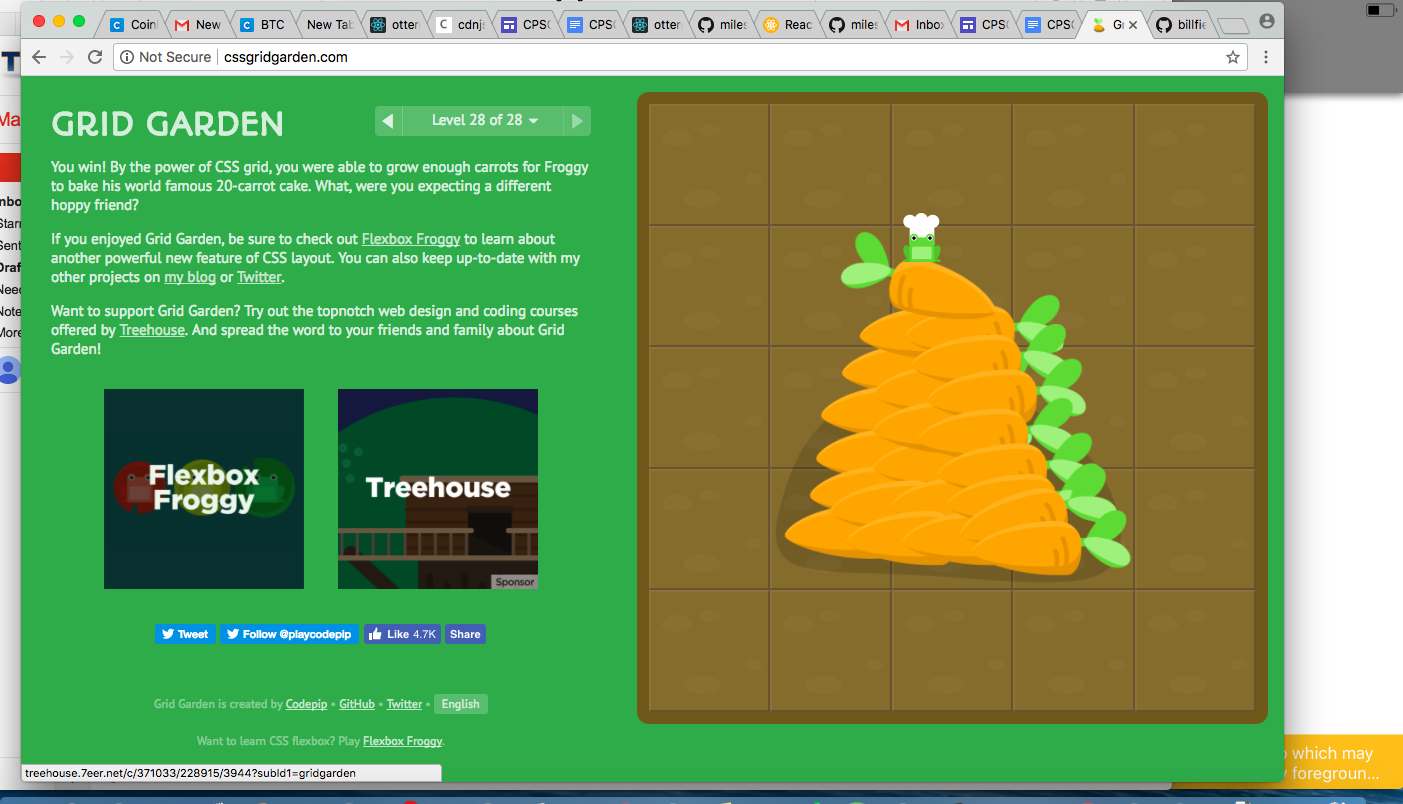 Coin
New
BTC
New Tab
otter
cdnjs
CPSC
CPSC
otter
miles
Reac
miles
Inbo
CPSC
CPSC
G
billfie
Not Secure
cssgridgarden.com
T
Ma
nbo
Starr
Sent
Draf
Need
Note
More
GRID GARDEN
Level 28 of 28
You win! By the power of CSS grid, you were able to grow enough carrots for Froggy
to bake his world famous 20-carrot cake. What, were you expecting a different
hoppy friend?
If you enjoyed Grid Garden, be sure to check out Flexbox Froggy to learn about
another powerful new feature of CSS layout. You can also keep up-to-date with my
other projects on my blog or Twitter.
Want to support Grid Garden? Try out the topnotch web design and coding courses
offered by Treehouse. And spread the word to your friends and family about Grid
Garden!
Flexbox
Froggy
Treehouse
Sponsor
Tweet
Follow @playcodepip
Like 4.7K
Share
Grid Garden is created by Codepip • GitHub • Twitter • English
Want to learn CSS flexbox? Play Flexbox Froggy.
treehouse.7eer.net/c/371033/228915/3944?subId1=gridgarden
which may
foregroun...